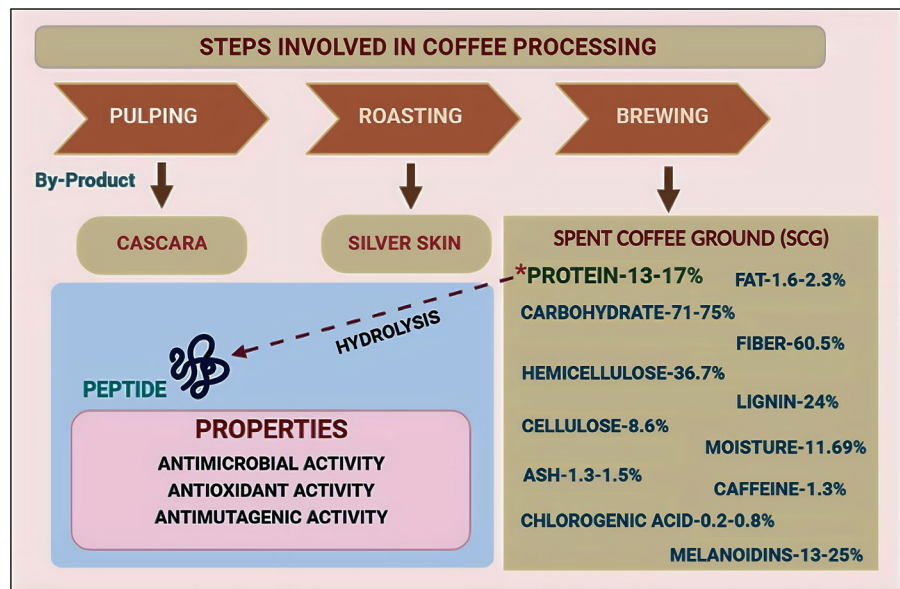 STEPS INVOLVED IN COFFEE PROCESSING
PULPING
ROASTING
BREWING
By-Product
CASCARA
SILVER SKIN
SPENT COFFEE GROUND (SCG)
*PROTEIN-13-17%
FAT-1.6-2.3%
CARBOHYDRATE-71-75%
FIBER-60.5%
HEMICELLULOSE-36.7%
LIGNIN-24%
CELLULOSE-8.6%
MOISTURE-11.69%
ASH-1.3-1.5%
CAFFEINE-1.3%
CHLOROGENIC ACID-0.2-0.8%
MELANOIDINS-13-25%
HYDROLYSIS
PEPTIDE
PROPERTIES
ANTIMICROBIAL ACTIVITY
ANTIOXIDANT ACTIVITY
ANTIMUTAGENIC ACTIVITY